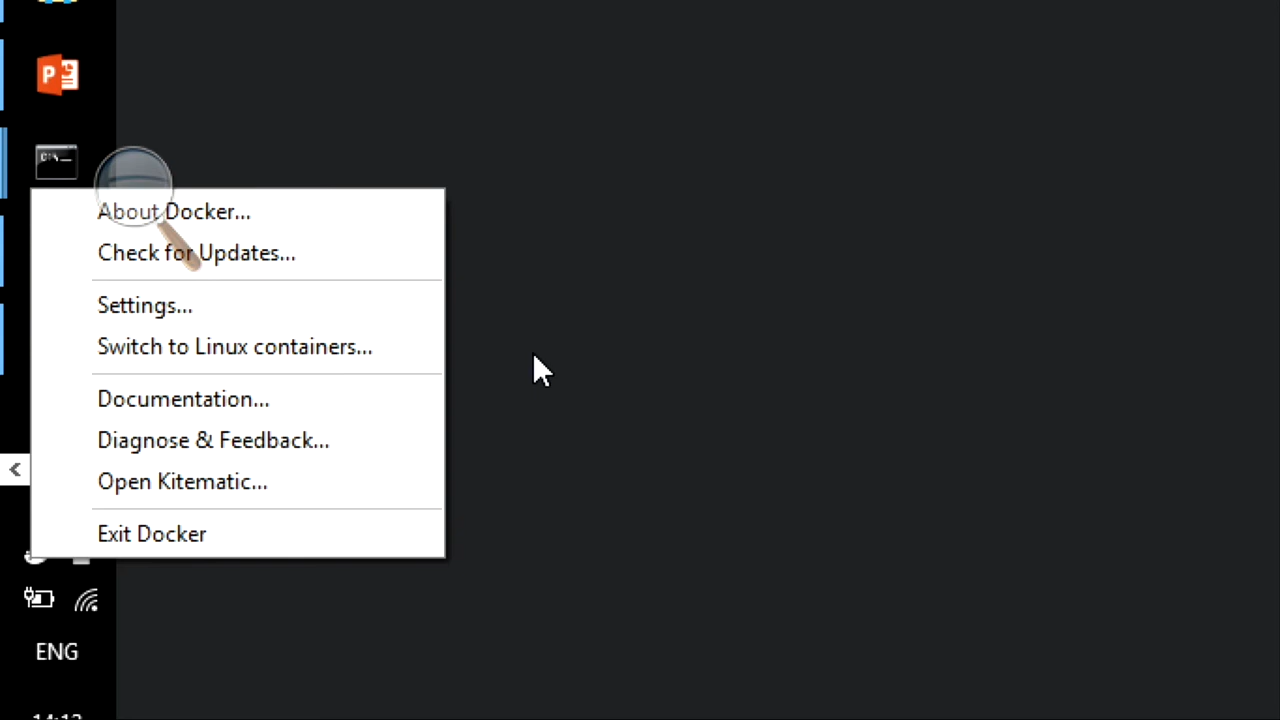 P
C:\_
About Docker...
Check for Updates...
Settings...
Switch to Linux containers...
Documentation...
Diagnose & Feedback...
Open Kitematic...
Exit Docker
ENG